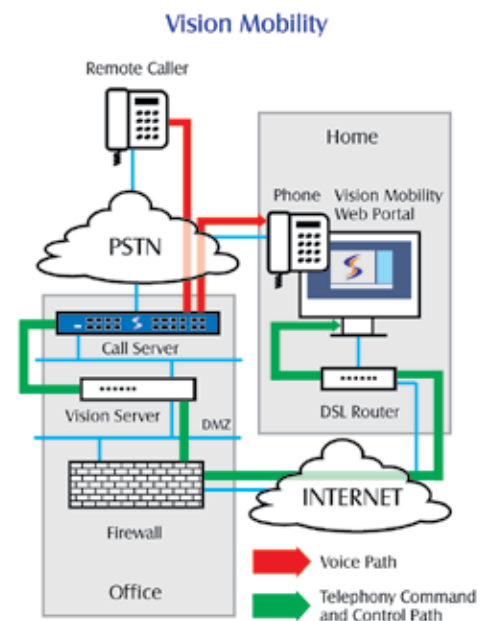 Vision Mobility
Remote Caller
Home
Phone
Vision Mobility
Web Portal
PSTN
Call Server
Vision Server
DMZ
DSL Router
INTERNET
Firewall
Office
Voice Path
Telephony Command
and Control Path